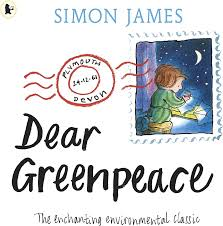 SIMON JAMES
PLYMOUTH
24-12-61
DEVON
Dear
Greenpeace
The enchanting environmental classic